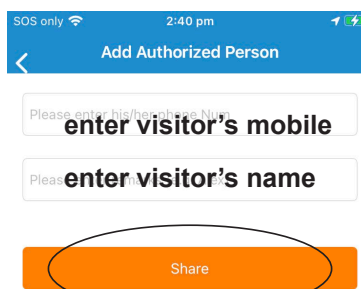 SOS only 2:40 pm
Add Authorized Person
Please enter his/her phone Num
enter visitor's mobile
Please
enter visitor's name
Share